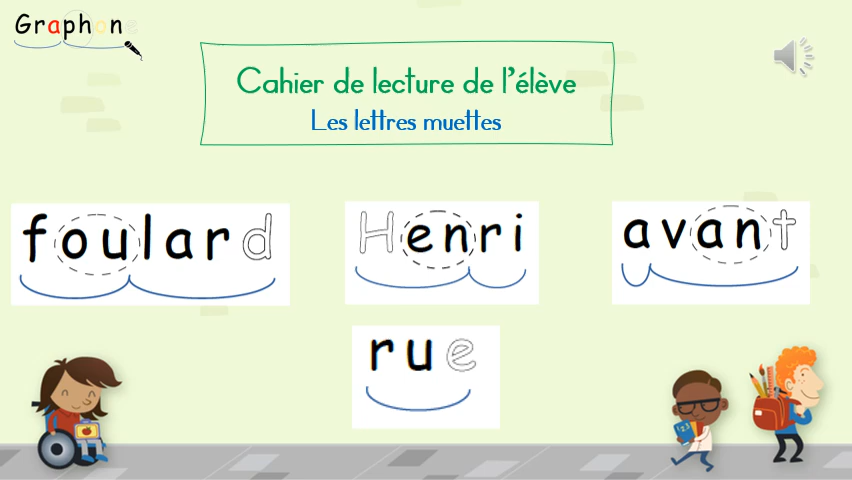 Graphone
Cahier de lecture de l'élève
Les lettres muettes
foulard
Henri
avant
rue